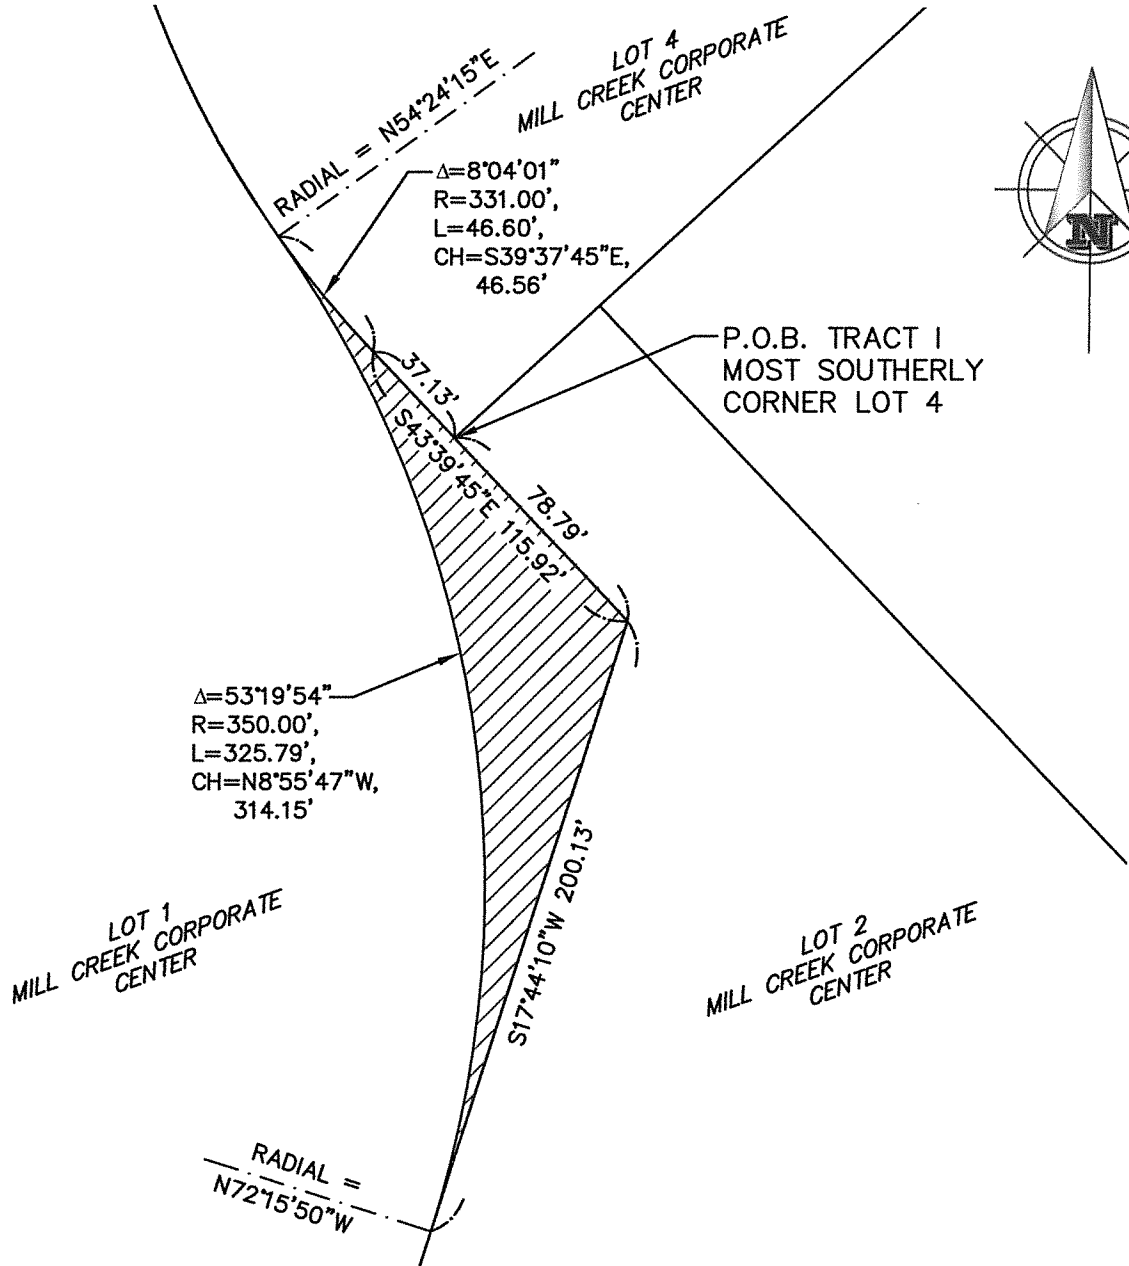 LOT 4
MILL CREEK CORPORATE
CENTER
RADIAL = N54°24'15"E
Δ=8°04'01"
R=331.00',
L=46.60',
CH=S39°37'45"E,
46.56'
N
P.O.B. TRACT I
MOST SOUTHERLY
CORNER LOT 4
37.13'
S43°39'45"E 115.92'
78.79'
Δ=53°19'54"
R=350.00',
L=325.79',
CH=N8°55'47"W,
314.15'
S17°44'10"W 200.13'
LOT 1
MILL CREEK CORPORATE
CENTER
LOT 2
MILL CREEK CORPORATE
CENTER
RADIAL =
N72°15'50"W